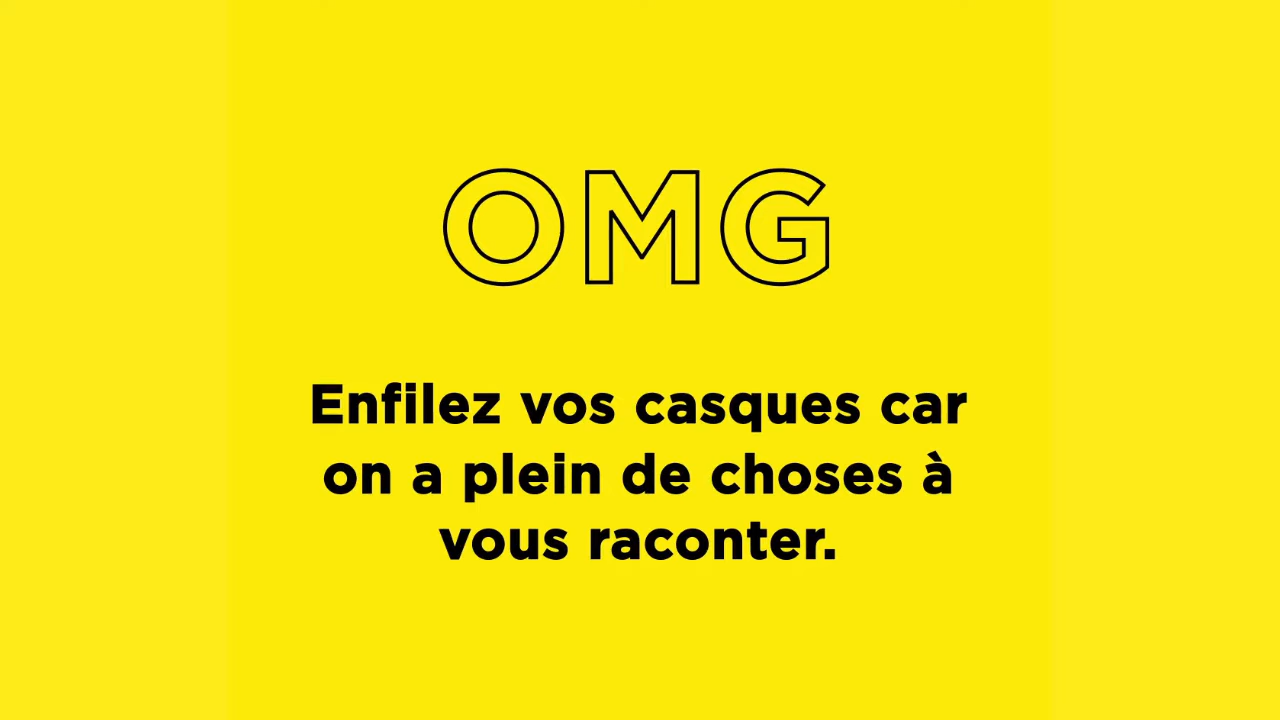 OMG
Enfilez vos casques car
on a plein de choses à
vous raconter.